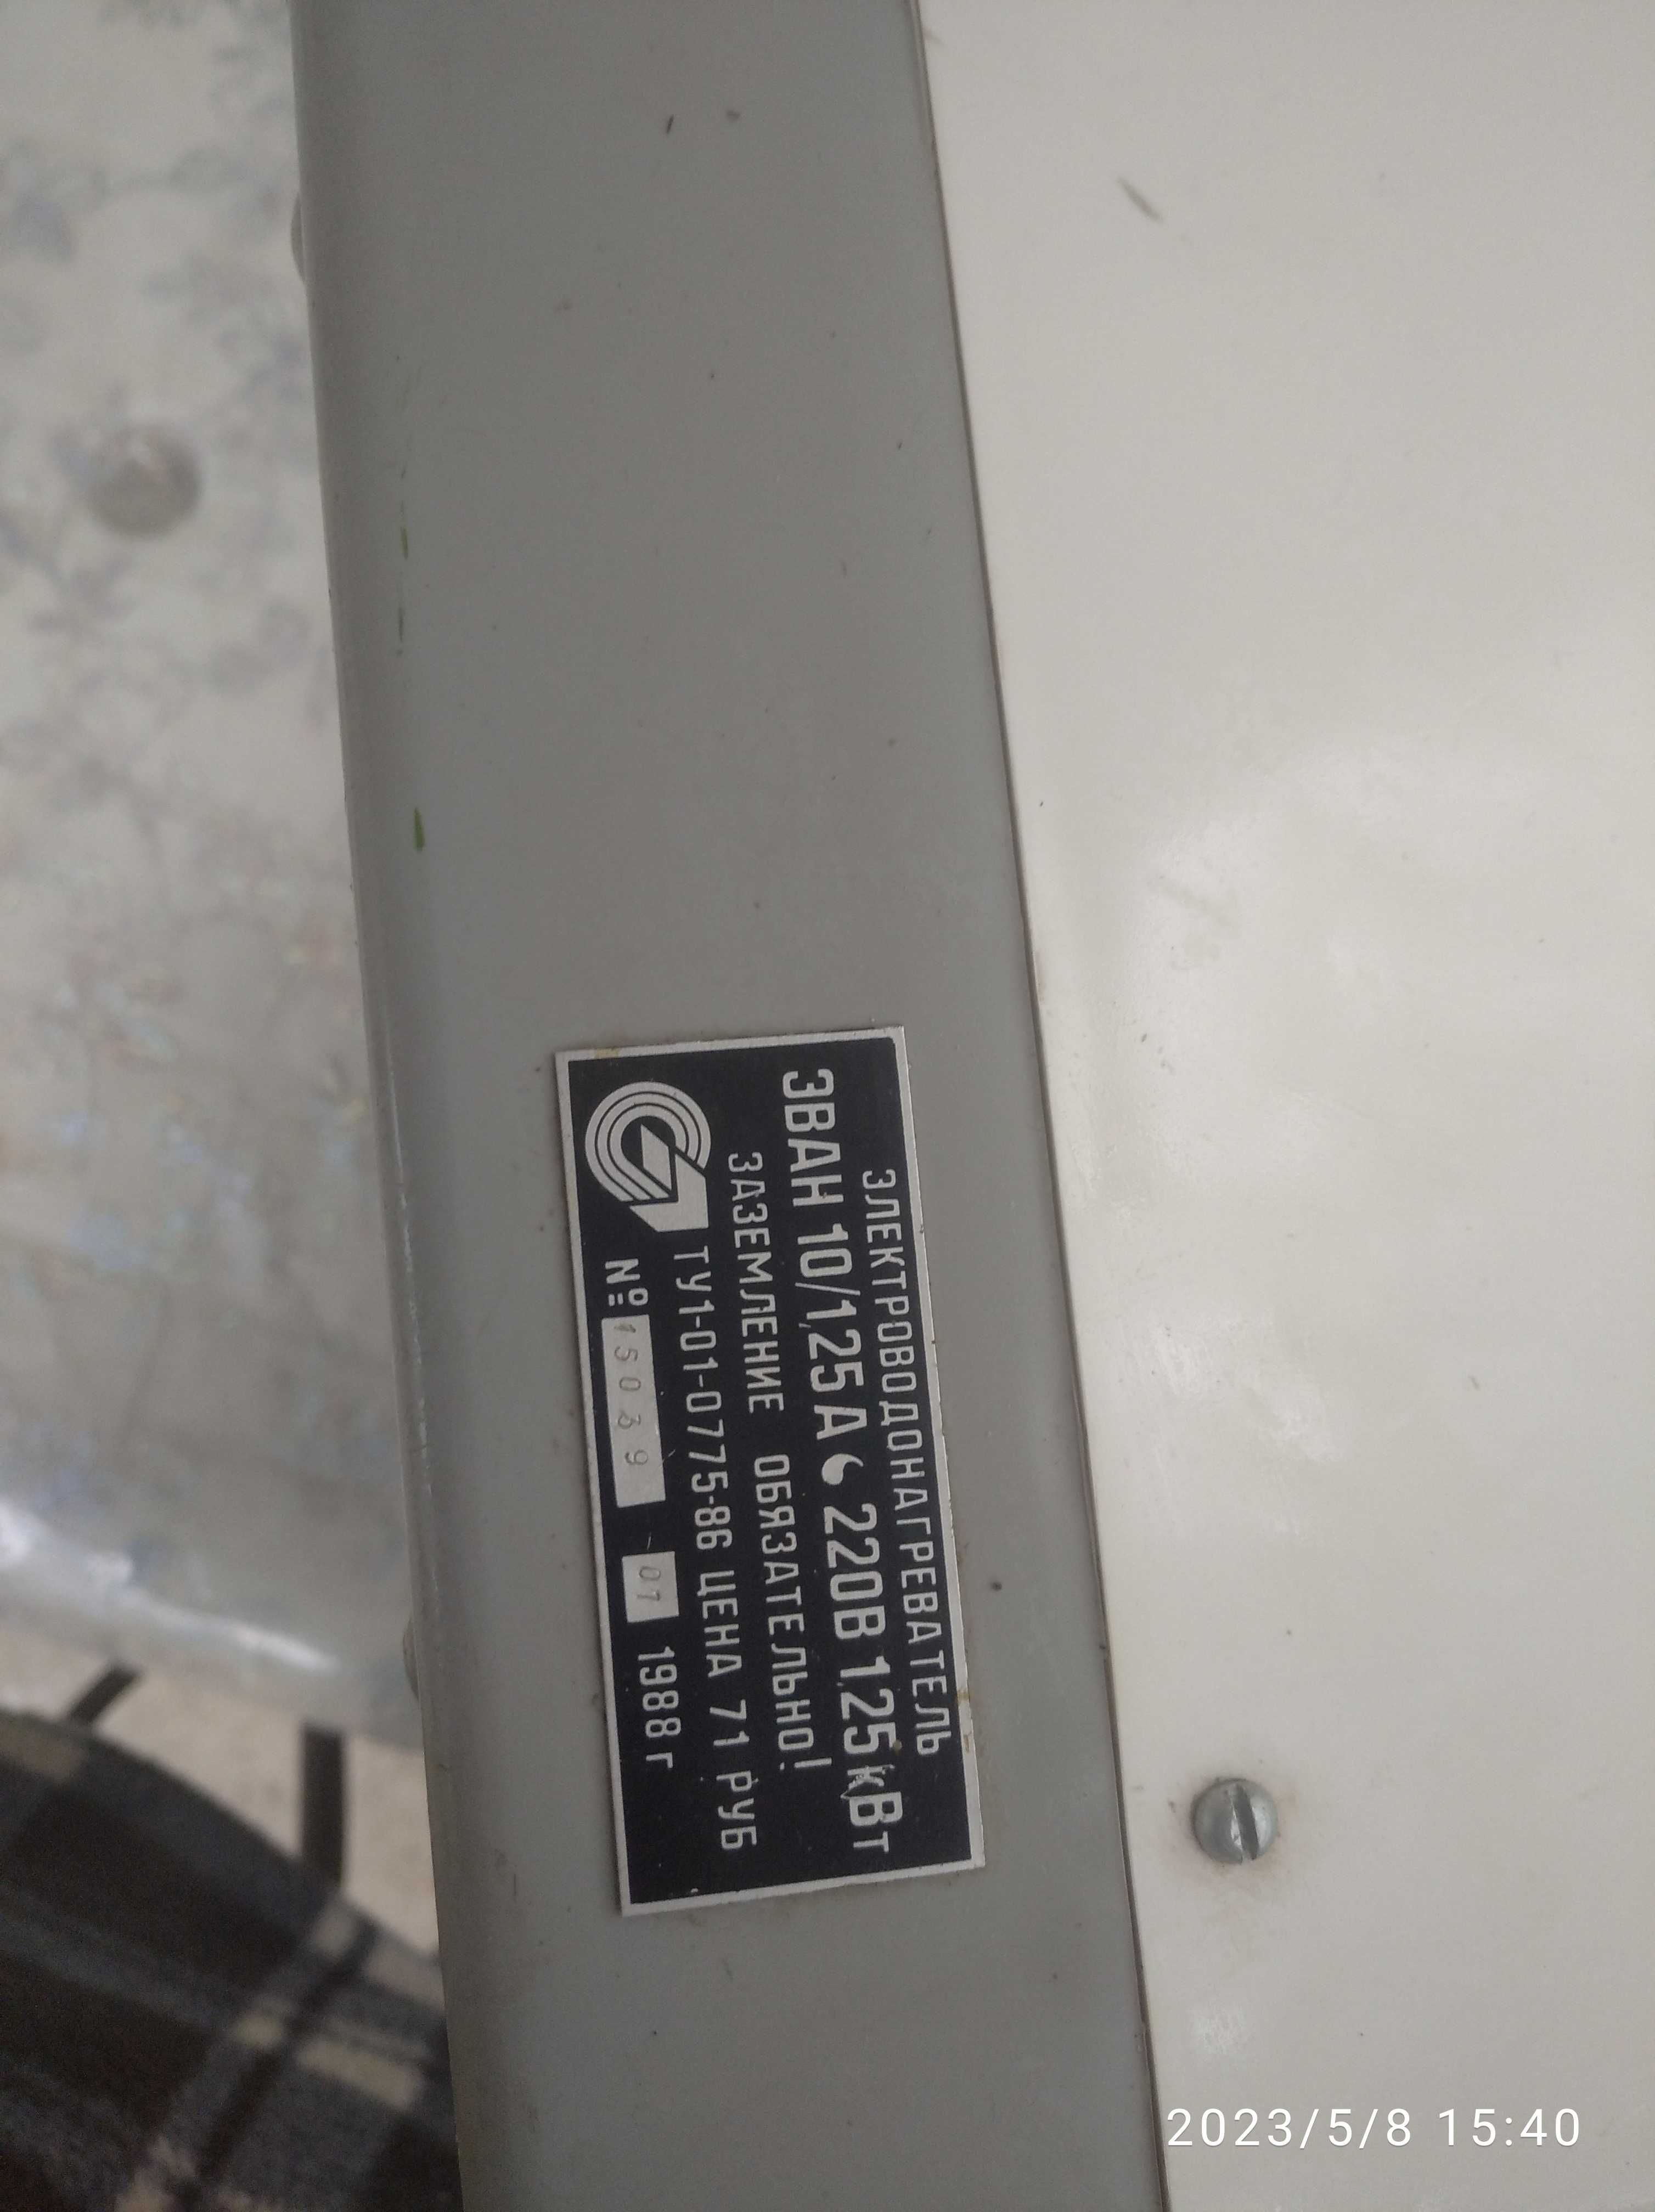 ЭЛЕКТРОВОДОНАГРЕВАТЕЛЬ
ЭВАН 10/1,25 А 220В 1,25 кВт
ЗАЗЕМЛЕНИЕ ОБЯЗАТЕЛЬНО!
ТУ1-01-0775-86 ЦЕНА 71 РУБ
№ 15039 01 1988 г
2023/5/8 15:40